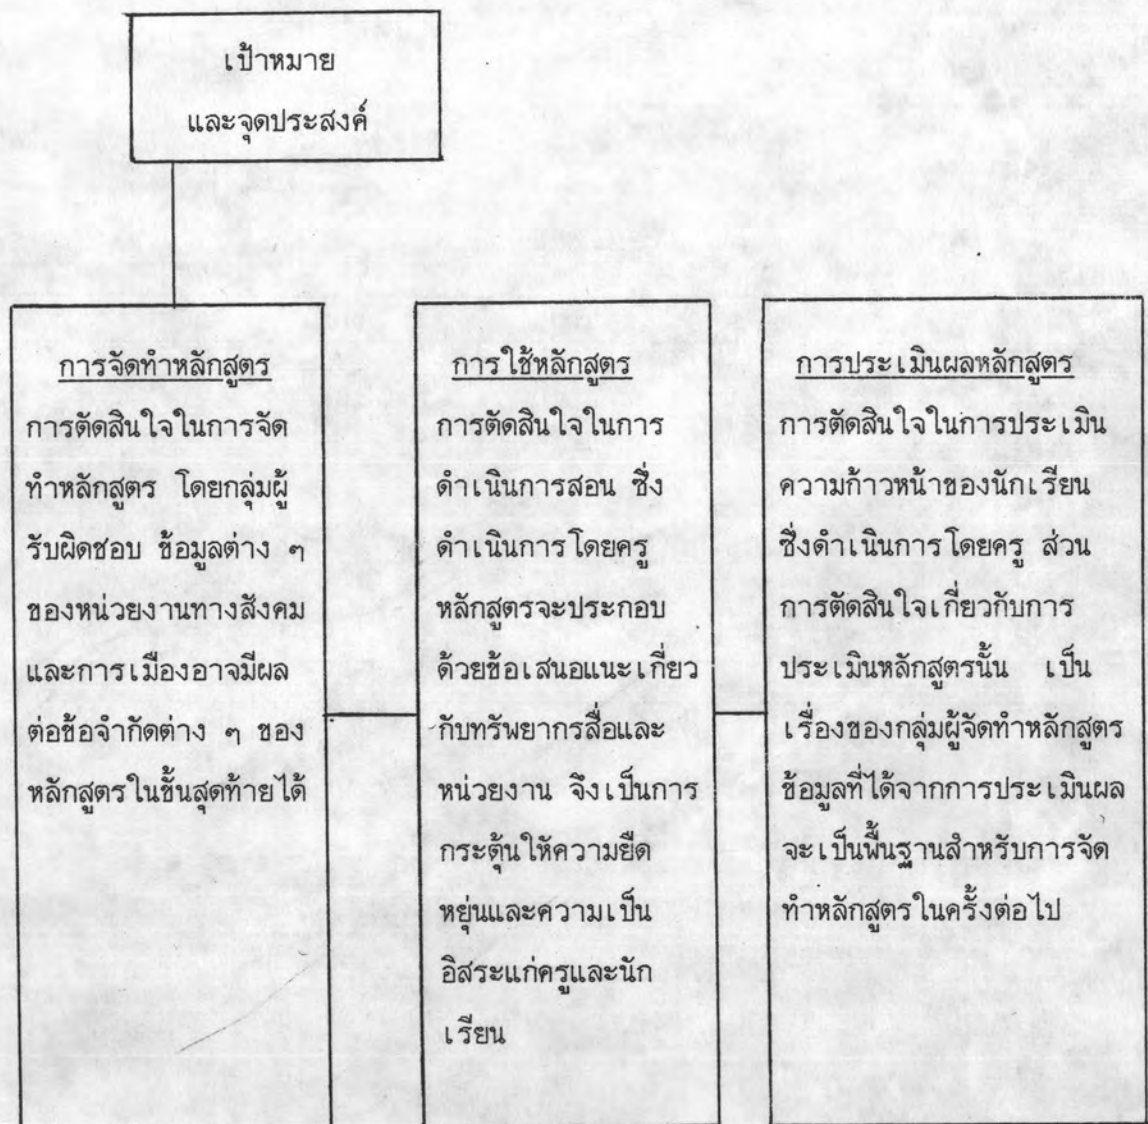 เป้าหมาย
และจุดประสงค์
การจัดทำหลักสูตร
การตัดสินใจในการจัด
ทำหลักสูตร โดยกลุ่มผู้
รับผิดชอบ ข้อมูลต่าง ๆ
ของหน่วยงานทางสังคม
และการเมืองอาจมีผล
ต่อข้อจำกัดต่าง ๆ ของ
หลักสูตรในขั้นสุดท้ายได้
การใช้หลักสูตร
การตัดสินใจในการ
ดำเนินการสอน ซึ่ง
ดำเนินการโดยครู
หลักสูตรจะประกอบ
ด้วยข้อเสนอแนะเกี่ยว
กับทรัพยากรสื่อและ
หน่วยงาน จึงเป็นการ
กระตุ้นให้ความยืด
หยุ่นและความเป็น
อิสระแก่ครูและนัก
เรียน
การประเมินผลหลักสูตร
การตัดสินใจในการประเมิน
ความก้าวหน้าของนักเรียน
ซึ่งดำเนินการโดยครู ส่วน
การตัดสินใจเกี่ยวกับการ
ประเมินหลักสูตรนั้น เป็น
เรื่องของกลุ่มผู้จัดทำหลักสูตร
ข้อมูลที่ได้จากการประเมินผล
จะเป็นพื้นฐานสำหรับการจัด
ทำหลักสูตรในครั้งต่อไป